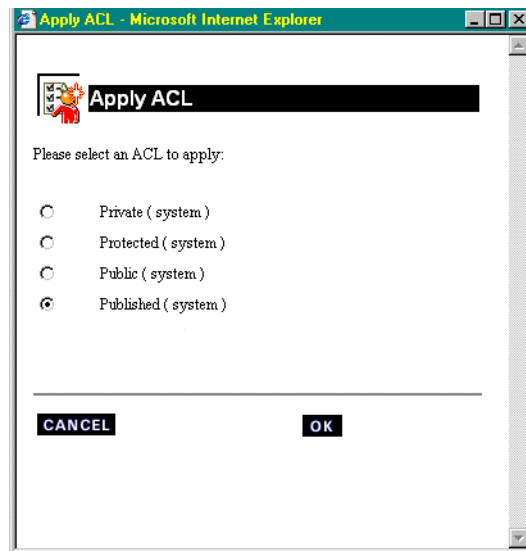 Apply ACL - Microsoft Internet Explorer
Apply ACL
Please select an ACL to apply:
Private ( system )
Protected ( system )
Public ( system )
Published ( system )
CANCEL
OK